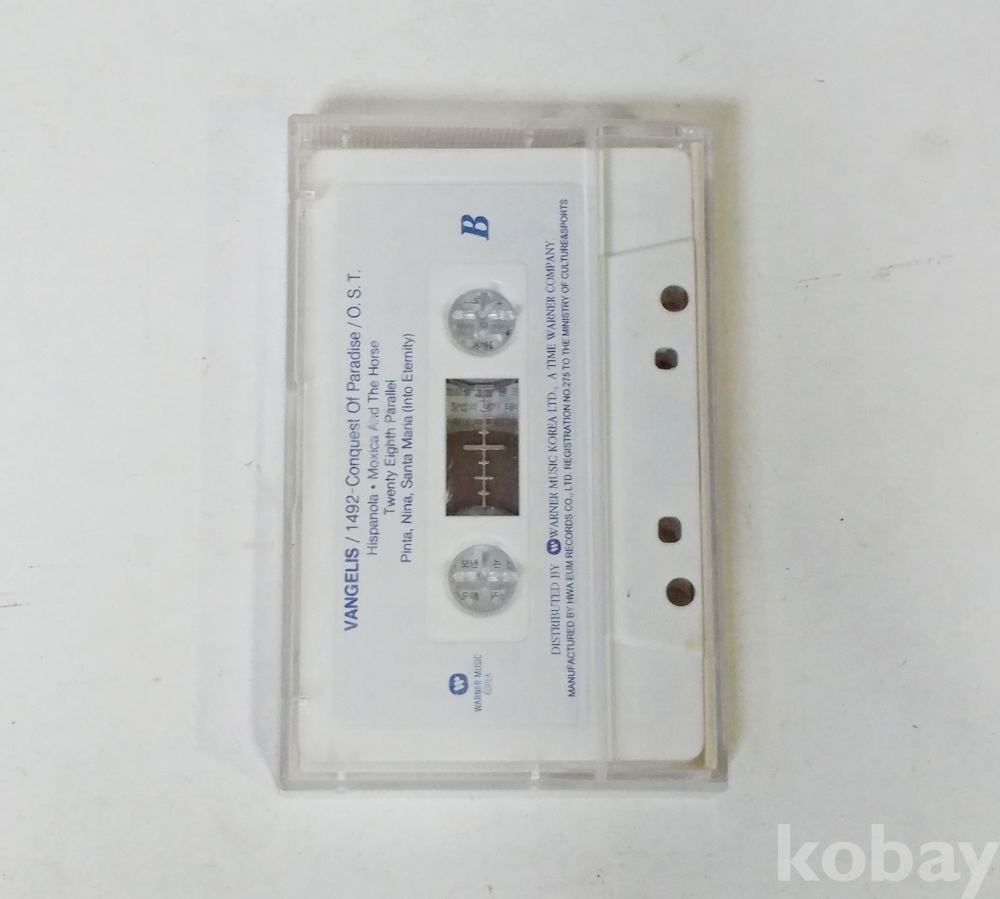 VANGELIS / 1492-Conquest Of Paradise / O. S. T.
Hispanola • Moxica And The Horse
Twenty Eighth Parallel
Pinta, Nina, Santa Maria (Into Eternity)
B
WARNER MUSIC
KOREA
DISTRIBUTED BY WARNER MUSIC KOREA LTD., A TIME WARNER COMPANY
MANUFACTURED BY HWA EUM RECORDS CO., LTD. REGISTRATION NO.275 TO THE MINISTRY OF CULTURE&SPORTS
kobay